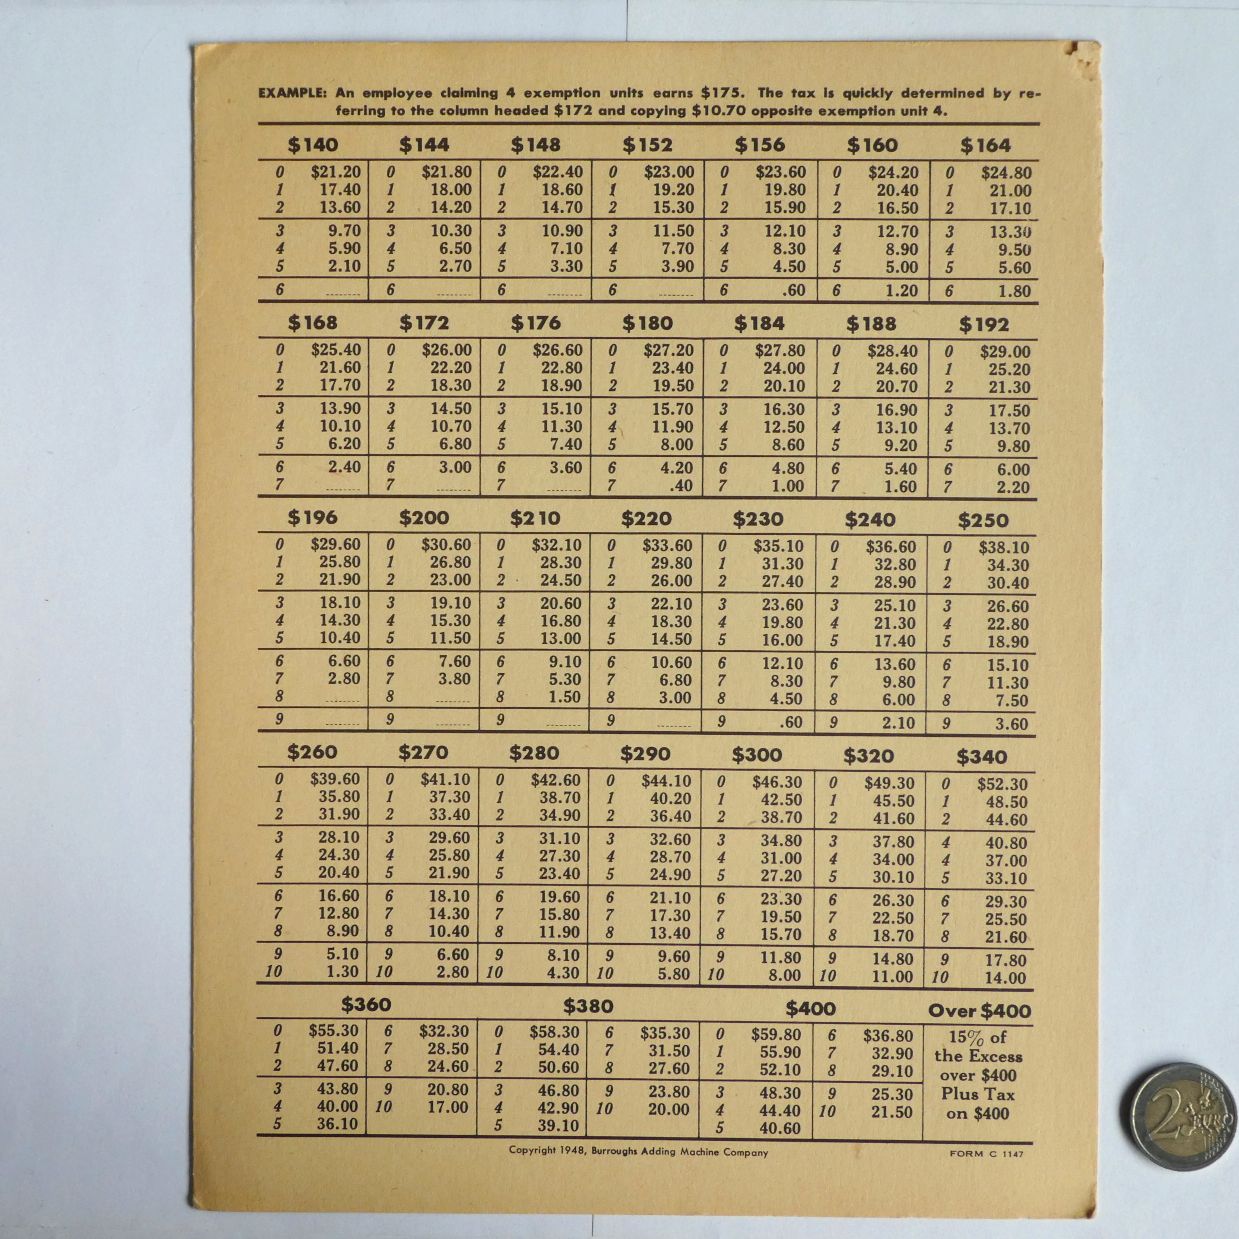 EXAMPLE: An employee claiming 4 exemption units earns $175. The tax is quickly determined by re-
ferring to the column headed $172 and copying $10.70 opposite exemption unit 4.
$140 $144 $148 $152 $156 $160 $164
0 $21.20 0 $21.80 0 $22.40 0 $23.00 0 $23.60 0 $24.20 0 $24.80
1 17.40 1 18.00 1 18.60 1 19.20 1 19.80 1 20.40 1 21.00
2 13.60 2 14.20 2 14.70 2 15.30 2 15.90 2 16.50 2 17.10
3 9.70 3 10.30 3 10.90 3 11.50 3 12.10 3 12.70 3 13.30
4 5.90 4 6.50 4 7.10 4 7.70 4 8.30 4 8.90 4 9.50
5 2.10 5 2.70 5 3.30 5 3.90 5 4.50 5 5.00 5 5.60
6 ........ 6 ........ 6 ........ 6 ........ 6 .60 6 1.20 6 1.80
$168 $172 $176 $180 $184 $188 $192
0 $25.40 0 $26.00 0 $26.60 0 $27.20 0 $27.80 0 $28.40 0 $29.00
1 21.60 1 22.20 1 22.80 1 23.40 1 24.00 1 24.60 1 25.20
2 17.70 2 18.30 2 18.90 2 19.50 2 20.10 2 20.70 2 21.30
3 13.90 3 14.50 3 15.10 3 15.70 3 16.30 3 16.90 3 17.50
4 10.10 4 10.70 4 11.30 4 11.90 4 12.50 4 13.10 4 13.70
5 6.20 5 6.80 5 7.40 5 8.00 5 8.60 5 9.20 5 9.80
6 2.40 6 3.00 6 3.60 6 4.20 6 4.80 6 5.40 6 6.00
7 ........ 7 ........ 7 ........ 7 .40 7 1.00 7 1.60 7 2.20
$196 $200 $210 $220 $230 $240 $250
0 $29.60 0 $30.60 0 $32.10 0 $33.60 0 $35.10 0 $36.60 0 $38.10
1 25.80 1 26.80 1 28.30 1 29.80 1 31.30 1 32.80 1 34.30
2 21.90 2 23.00 2 24.50 2 26.00 2 27.40 2 28.90 2 30.40
3 18.10 3 19.10 3 20.60 3 22.10 3 23.60 3 25.10 3 26.60
4 14.30 4 15.30 4 16.80 4 18.30 4 19.80 4 21.30 4 22.80
5 10.40 5 11.50 5 13.00 5 14.50 5 16.00 5 17.40 5 18.90
6 6.60 6 7.60 6 9.10 6 10.60 6 12.10 6 13.60 6 15.10
7 2.80 7 3.80 7 5.30 7 6.80 7 8.30 7 9.80 7 11.30
8 ........ 8 ........ 8 1.50 8 3.00 8 4.50 8 6.00 8 7.50
9 ........ 9 ........ 9 ........ 9 ........ 9 .60 9 2.10 9 3.60
$260 $270 $280 $290 $300 $320 $340
0 $39.60 0 $41.10 0 $42.60 0 $44.10 0 $46.30 0 $49.30 0 $52.30
1 35.80 1 37.30 1 38.70 1 40.20 1 42.50 1 45.50 1 48.50
2 31.90 2 33.40 2 34.90 2 36.40 2 38.70 2 41.60 2 44.60
3 28.10 3 29.60 3 31.10 3 32.60 3 34.80 3 37.80 4 40.80
4 24.30 4 25.80 4 27.30 4 28.70 4 31.00 4 34.00 4 37.00
5 20.40 5 21.90 5 23.40 5 24.90 5 27.20 5 30.10 5 33.10
6 16.60 6 18.10 6 19.60 6 21.10 6 23.30 6 26.30 6 29.30
7 12.80 7 14.30 7 15.80 7 17.30 7 19.50 7 22.50 7 25.50
8 8.90 8 10.40 8 11.90 8 13.40 8 15.70 8 18.70 8 21.60
9 5.10 9 6.60 9 8.10 9 9.60 9 11.80 9 14.80 9 17.80
10 1.30 10 2.80 10 4.30 10 5.80 10 8.00 10 11.00 10 14.00
$360 $380 $400 Over $400
0 $55.30 6 $32.30 0 $58.30 6 $35.30 0 $59.80 6 $36.80 15% of
1 51.40 7 28.50 1 54.40 7 31.50 1 55.90 7 32.90 the Excess
2 47.60 8 24.60 2 50.60 8 27.60 2 52.10 8 29.10 over $400
3 43.80 9 20.80 3 46.80 9 23.80 3 48.30 9 25.30 Plus Tax
4 40.00 10 17.00 4 42.90 10 20.00 4 44.40 10 21.50 on $400
5 36.10 5 39.10 5 40.60
Copyright 1948, Burroughs Adding Machine Company FORM C 1147
2 EURO